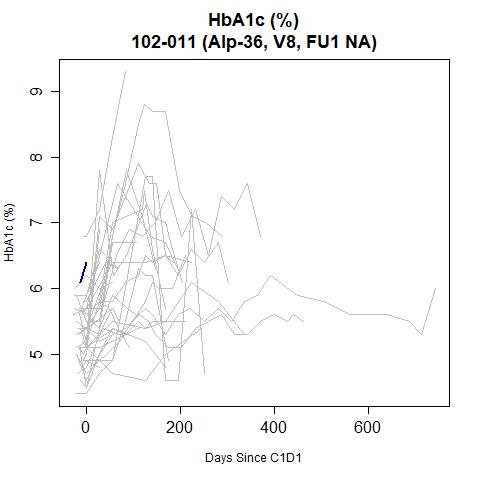 HbA1c (%)
102-011 (Alp-36, V8, FU1 NA)
HbA1c (%)
9
8
7
6
5
0 200 400 600
Days Since C1D1